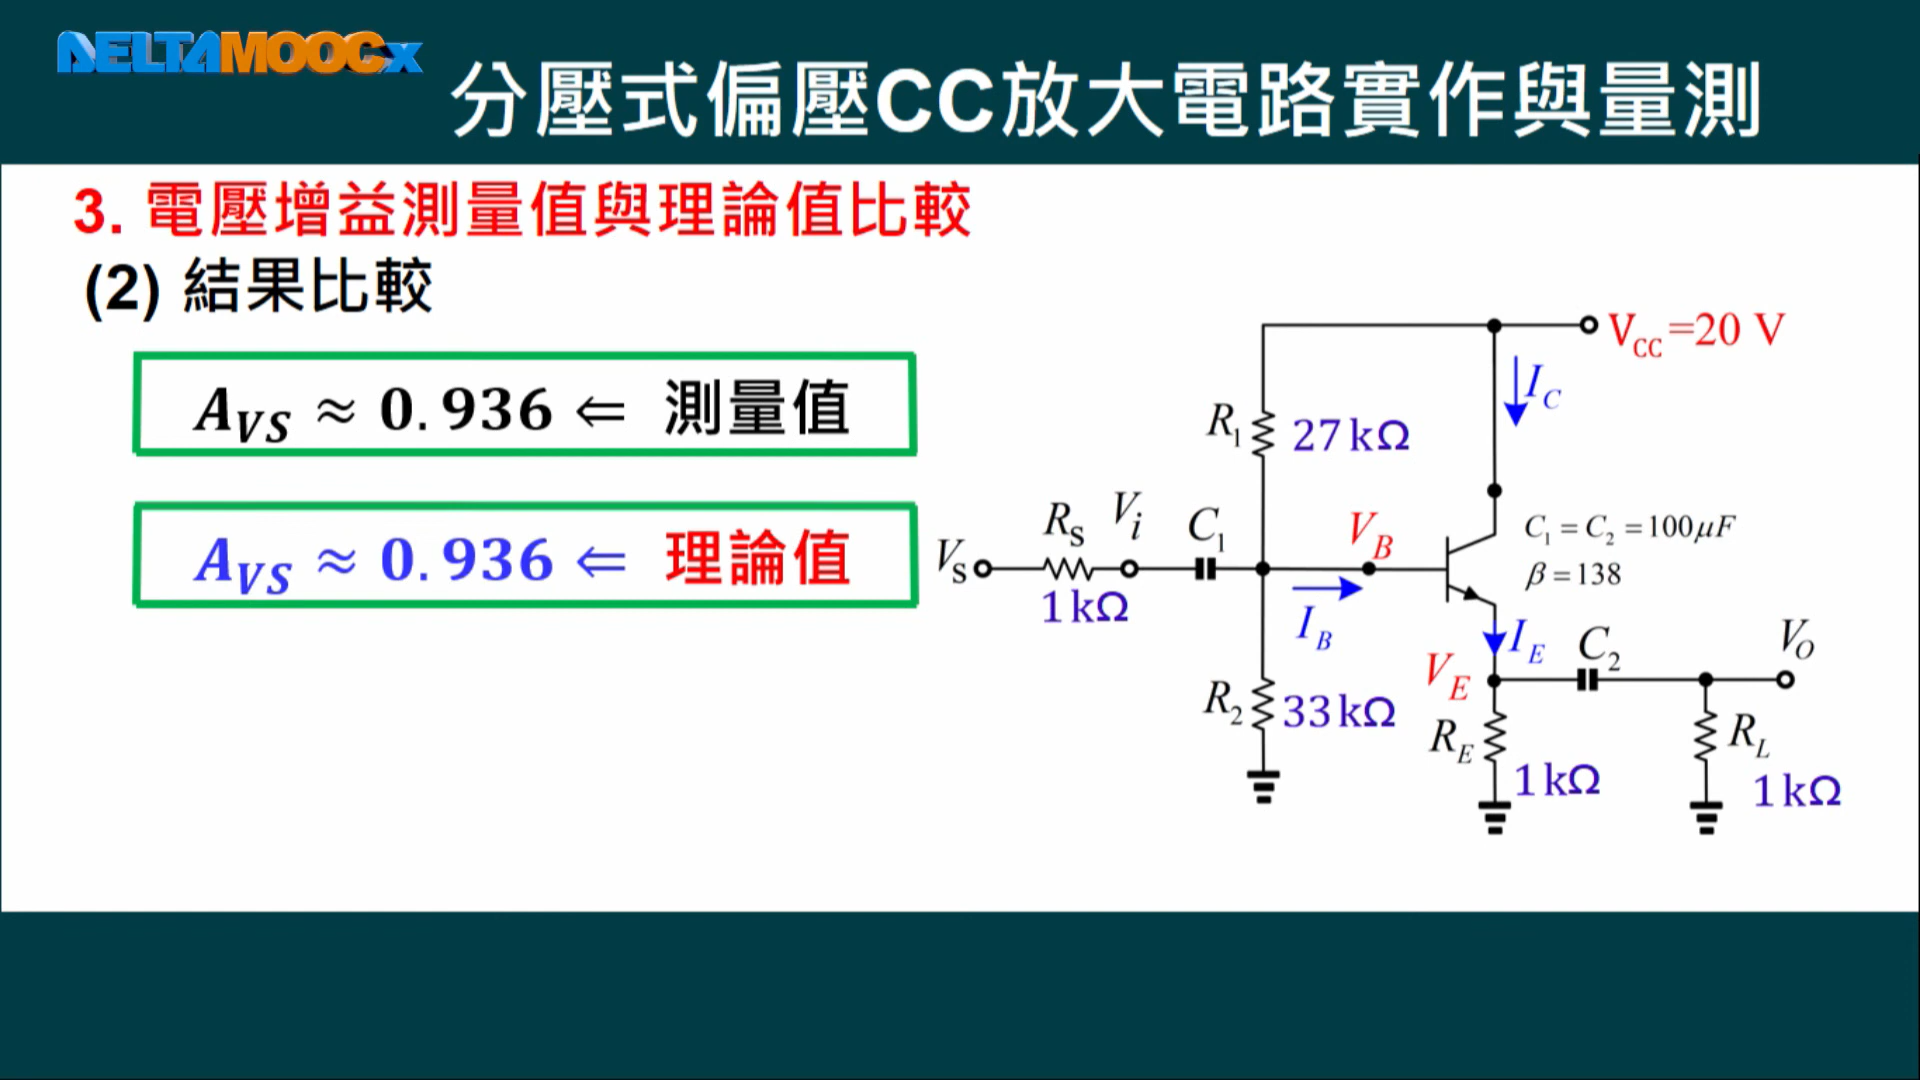 DELTAMOOCx
分壓式偏壓CC放大電路實作與量測
3. 電壓增益測量值與理論值比較
(2) 結果比較
A_VS ≈ 0.936 ⇐ 測量值
A_VS ≈ 0.936 ⇐ 理論值
V_CC =20 V
I_C
R_1 27 kΩ
V_S R_S V_i C_1 V_B
1 kΩ
I_B
C_1 = C_2 = 100μF
β = 138
I_E C_2 V_O
V_E
R_2 33 kΩ
R_E 1 kΩ
R_L 1 kΩ